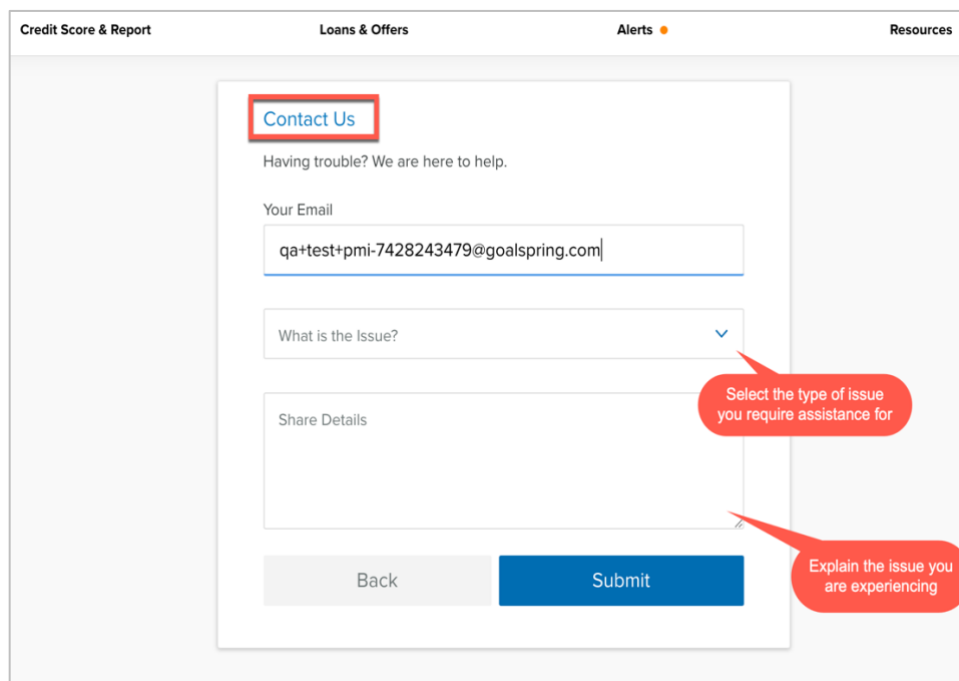 Credit Score & Report
Loans & Offers
Alerts
Resources
Contact Us
Having trouble? We are here to help.
Your Email
qa+test+pmi-7428243479@goalspring.com
What is the Issue?
Select the type of issue
you require assistance for
Share Details
Explain the issue you
are experiencing
Back
Submit